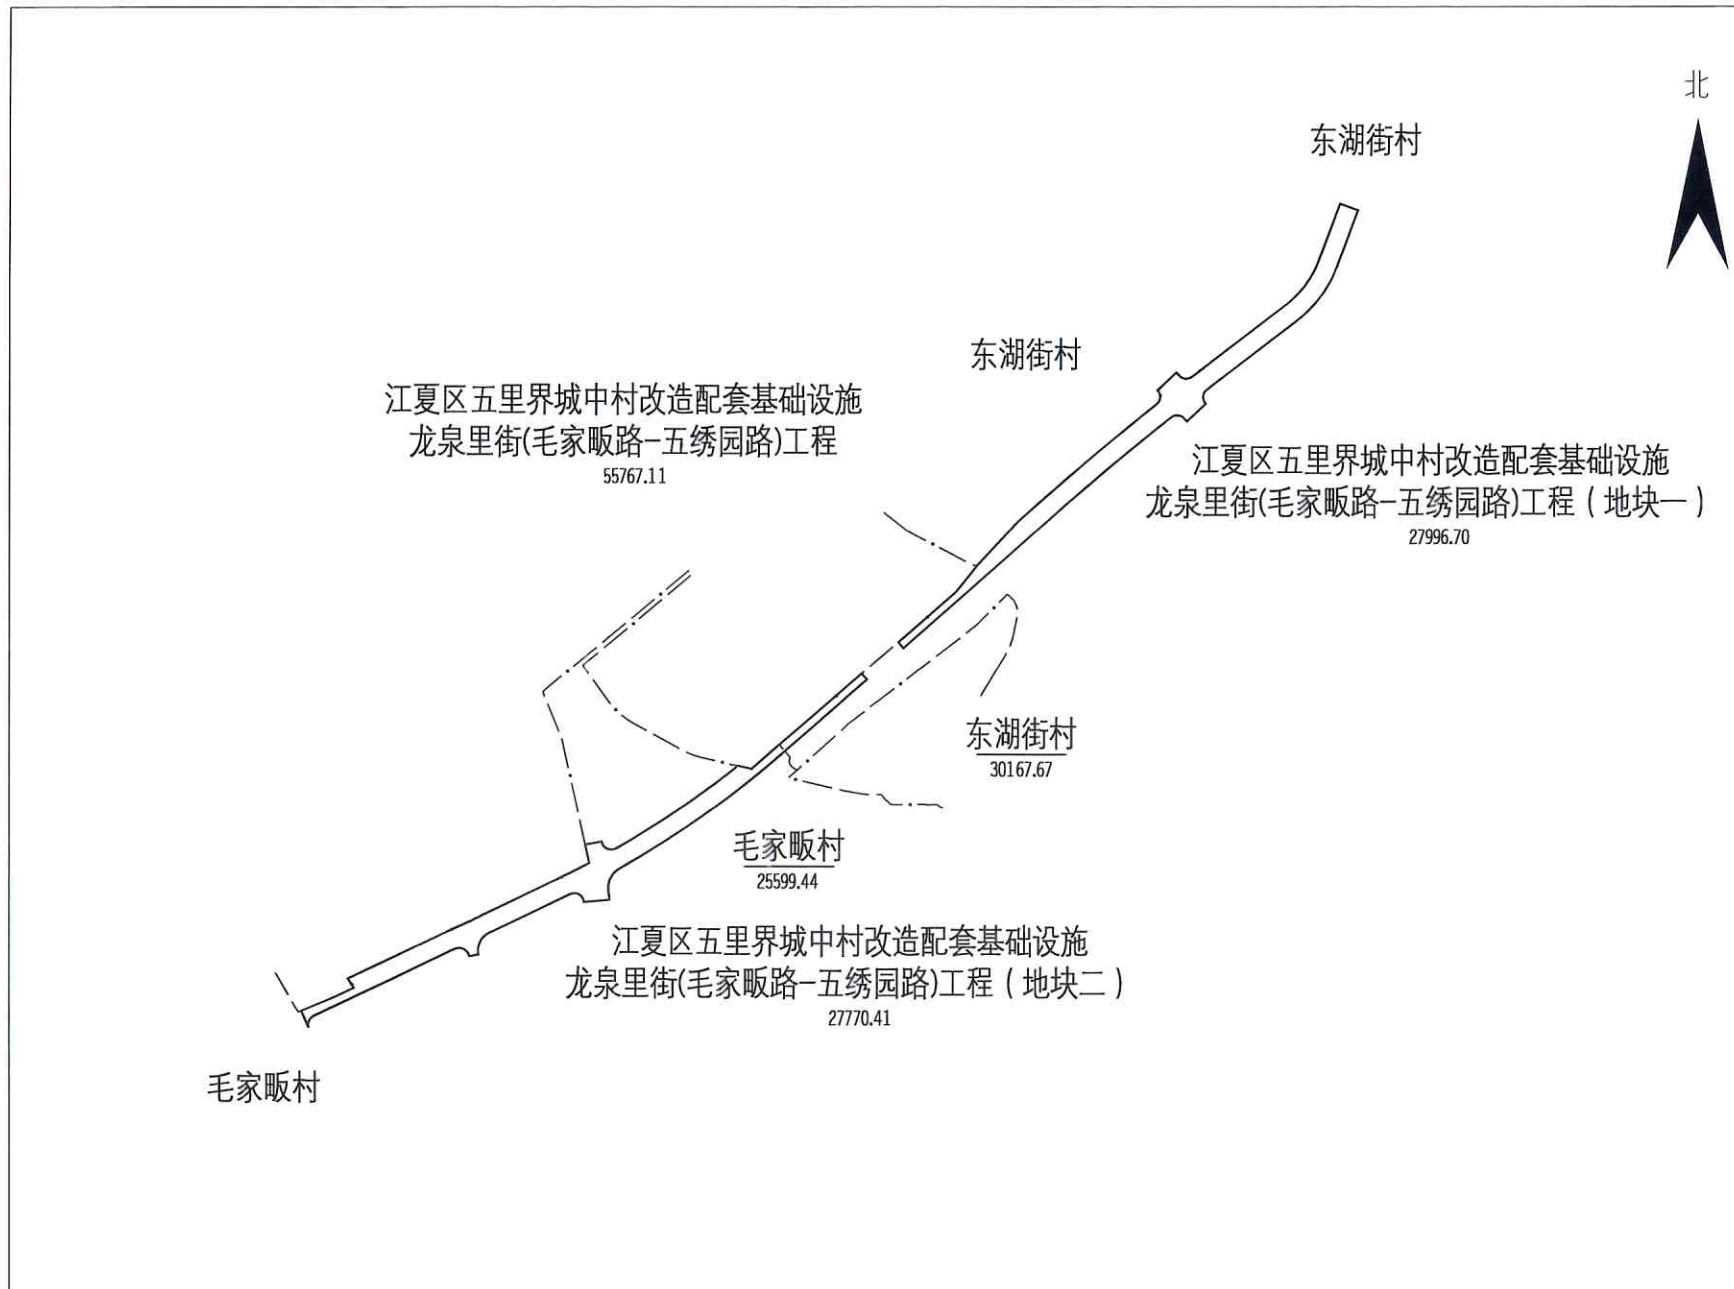 北
东湖街村
东湖街村
江夏区五里界城中村改造配套基础设施
龙泉里街(毛家畈路-五绣园路)工程
55767.11
江夏区五里界城中村改造配套基础设施
龙泉里街(毛家畈路-五绣园路)工程(地块一)
27996.70
东湖街村
30167.67
毛家畈村
25599.44
江夏区五里界城中村改造配套基础设施
龙泉里街(毛家畈路-五绣园路)工程(地块二)
27770.41
毛家畈村